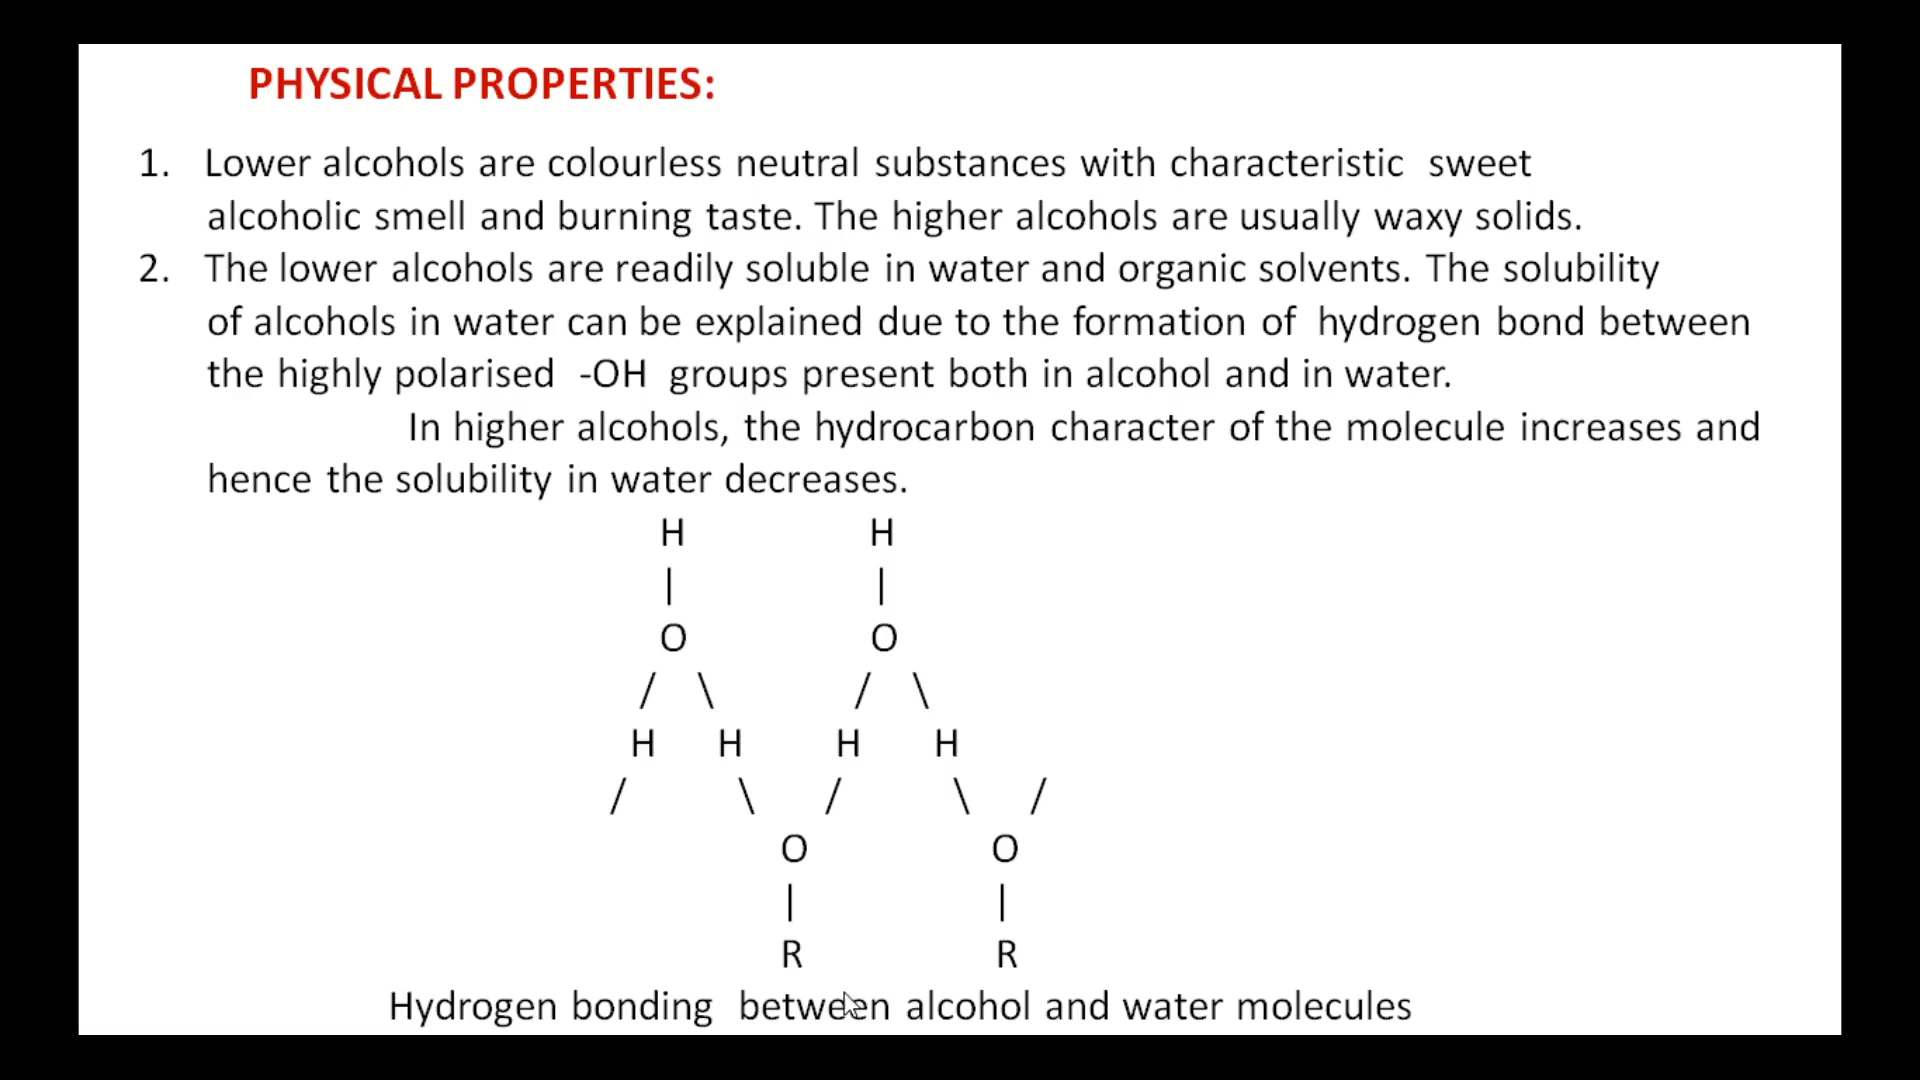 PHYSICAL PROPERTIES:
1. Lower alcohols are colourless neutral substances with characteristic sweet
alcoholic smell and burning taste. The higher alcohols are usually waxy solids.
2. The lower alcohols are readily soluble in water and organic solvents. The solubility
of alcohols in water can be explained due to the formation of hydrogen bond between
the highly polarised -OH groups present both in alcohol and in water.
In higher alcohols, the hydrocarbon character of the molecule increases and
hence the solubility in water decreases.
H H
| |
O O
/ \ / \
H H H H
/ \ / \ /
O O
| |
R R
Hydrogen bonding between alcohol and water molecules